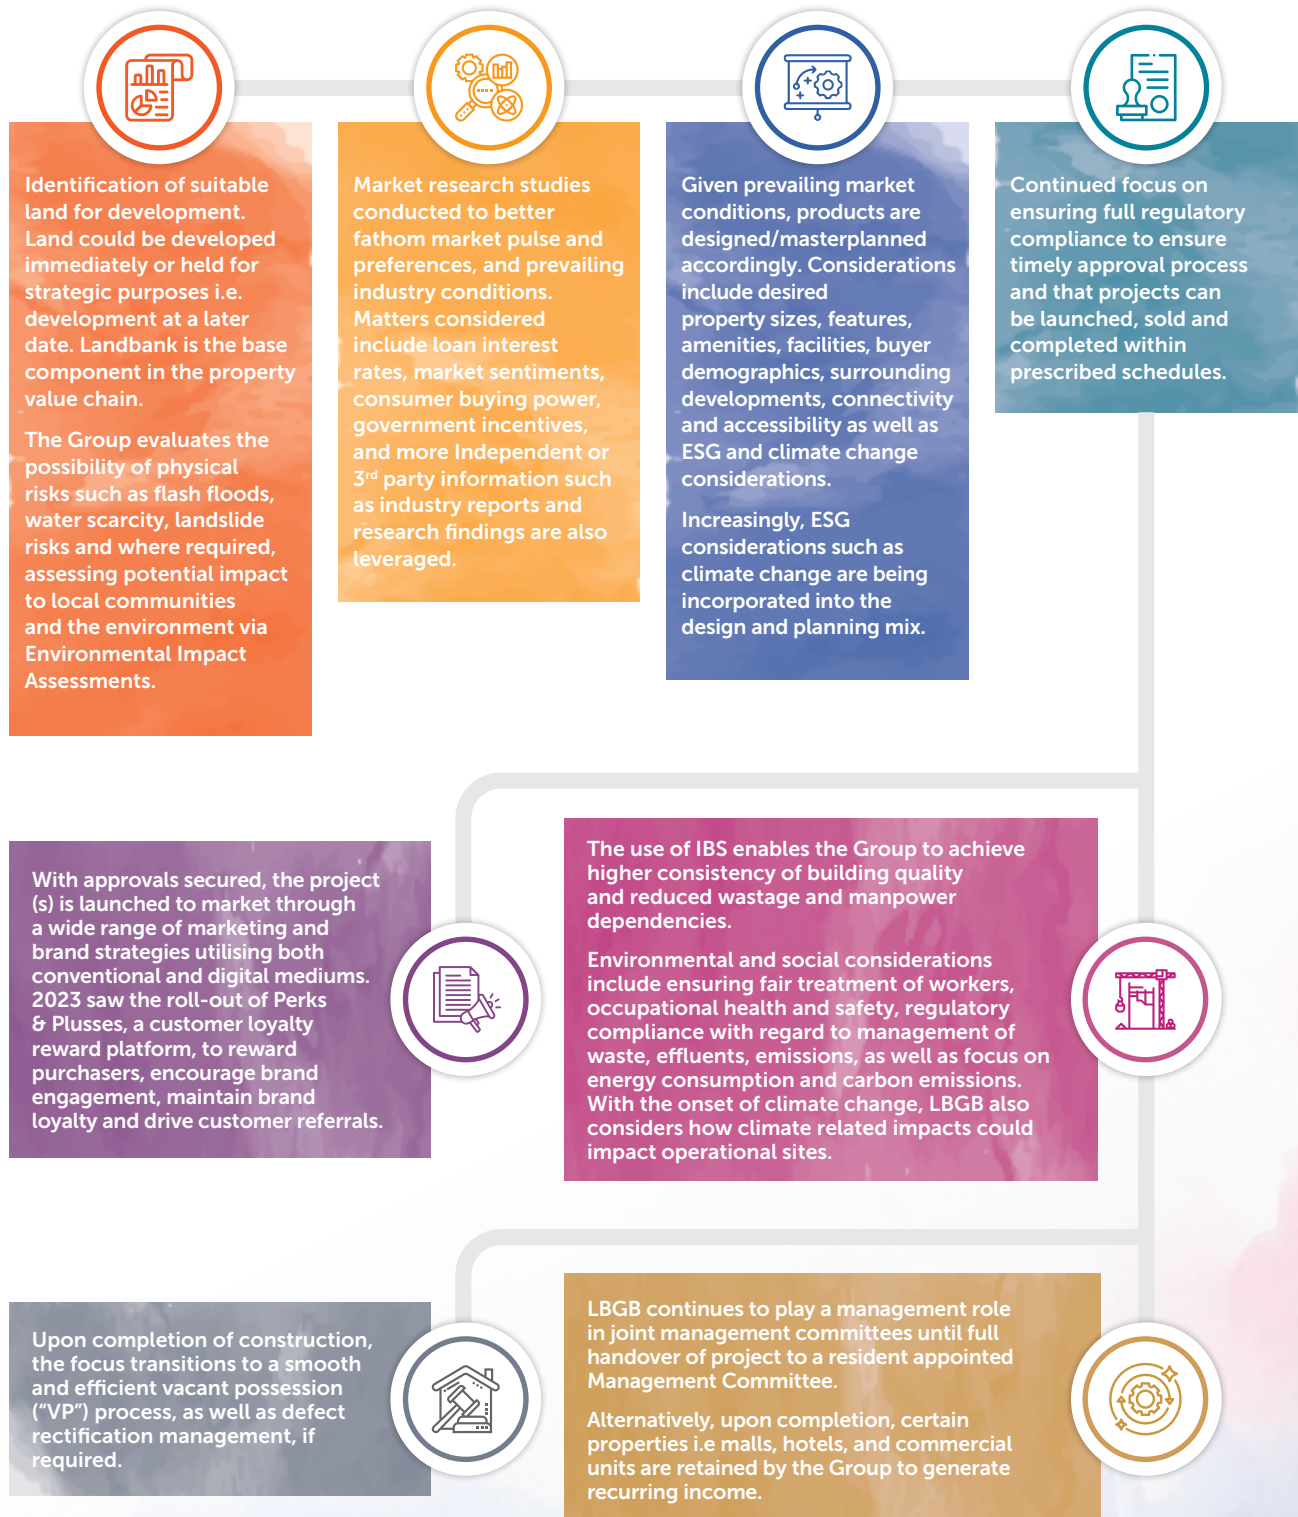 Identification of suitable
land for development.
Land could be developed
immediately or held for
strategic purposes i.e.
development at a later
date. Landbank is the base
component in the property
value chain.
The Group evaluates the
possibility of physical
risks such as flash floods,
water scarcity, landslide
risks and where required,
assessing potential impact
to local communities
and the environment via
Environmental Impact
Assessments.
Market research studies
conducted to better
fathom market pulse and
preferences, and prevailing
industry conditions.
Matters considered
include loan interest
rates, market sentiments,
consumer buying power,
government incentives,
and more Independent or
3rd party information such
as industry reports and
research findings are also
leveraged.
Given prevailing market
conditions, products are
designed/masterplanned
accordingly. Considerations
include desired
property sizes, features,
amenities, facilities, buyer
demographics, surrounding
developments, connectivity
and accessibility as well as
ESG and climate change
considerations.
Increasingly, ESG
considerations such as
climate change are being
incorporated into the
design and planning mix.
Continued focus on
ensuring full regulatory
compliance to ensure
timely approval process
and that projects can
be launched, sold and
completed within
prescribed schedules.
With approvals secured, the project
(s) is launched to market through
a wide range of marketing and
brand strategies utilising both
conventional and digital mediums.
2023 saw the roll-out of Perks
& Plusses, a customer loyalty
reward platform, to reward
purchasers, encourage brand
engagement, maintain brand
loyalty and drive customer referrals.
The use of IBS enables the Group to achieve
higher consistency of building quality
and reduced wastage and manpower
dependencies.
Environmental and social considerations
include ensuring fair treatment of workers,
occupational health and safety, regulatory
compliance with regard to management of
waste, effluents, emissions, as well as focus on
energy consumption and carbon emissions.
With the onset of climate change, LBGB also
considers how climate related impacts could
impact operational sites.
Upon completion of construction,
the focus transitions to a smooth
and efficient vacant possession
(“VP”) process, as well as defect
rectification management, if
required.
LBGB continues to play a management role
in joint management committees until full
handover of project to a resident appointed
Management Committee.
Alternatively, upon completion, certain
properties i.e malls, hotels, and commercial
units are retained by the Group to generate
recurring income.